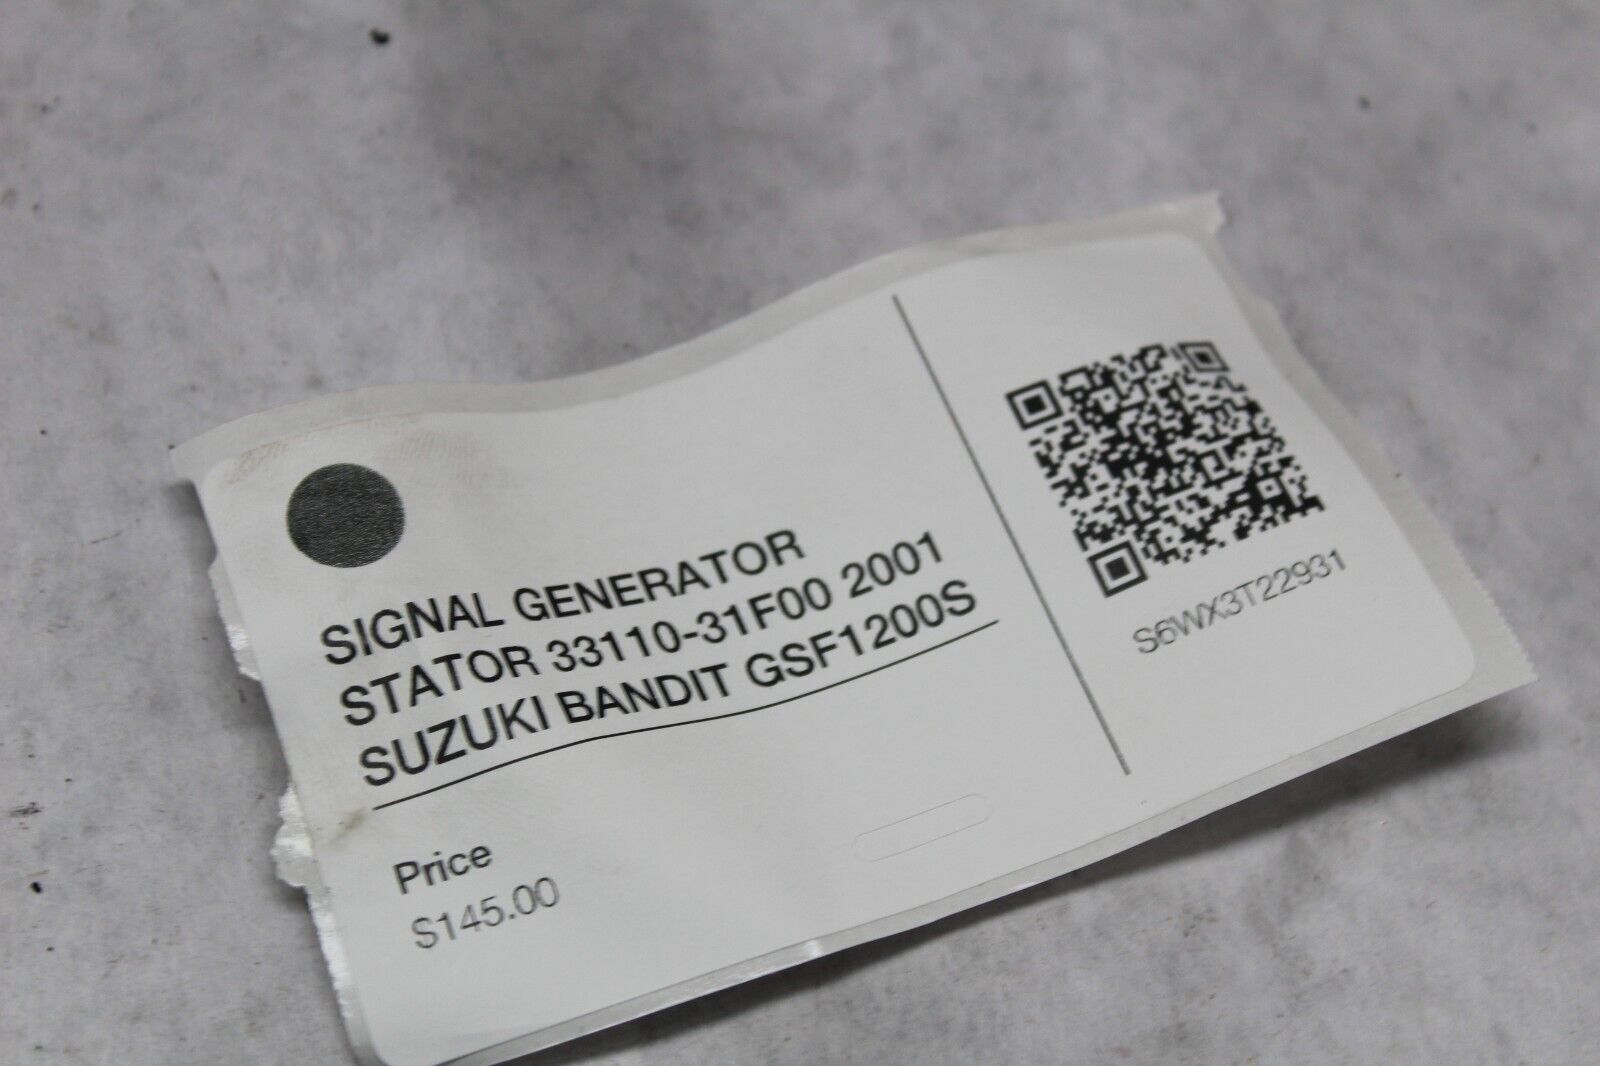 SIGNAL GENERATOR
STATOR 33110-31F00 2001
SUZUKI BANDIT GSF1200S
Price
$145.00
S6WX3T22931